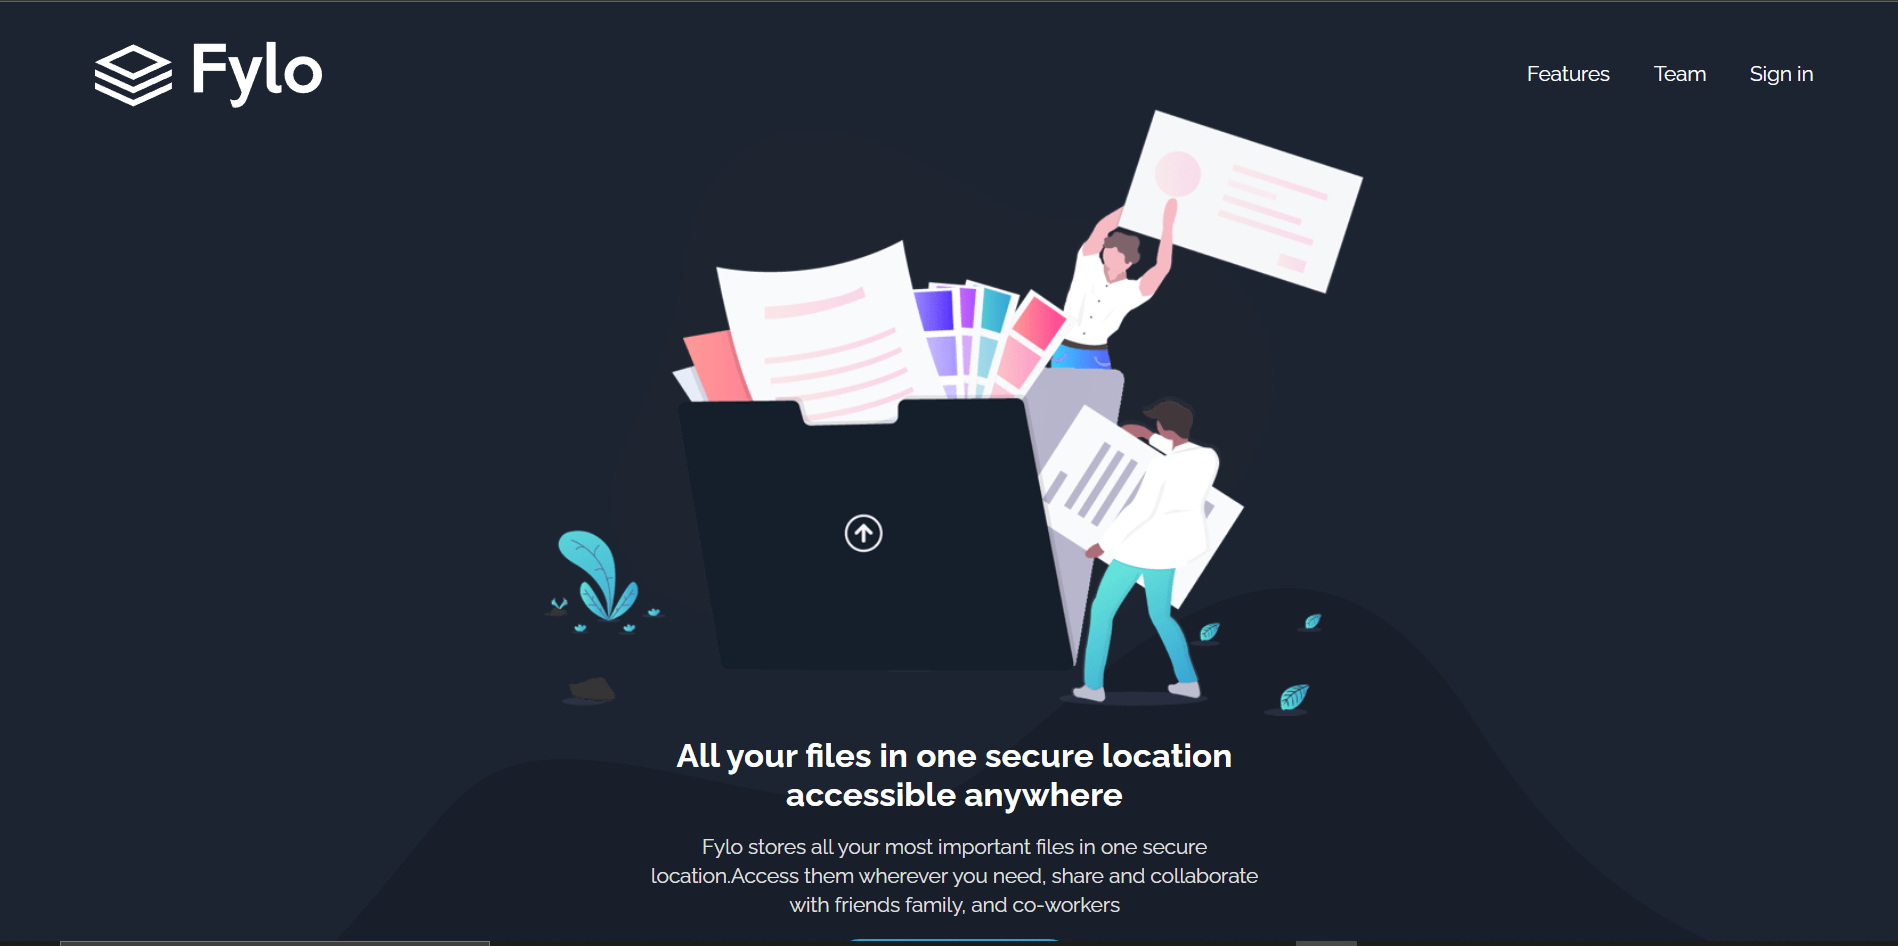 Fylo
Features Team Sign in
All your files in one secure location
accessible anywhere
Fylo stores all your most important files in one secure
location.Access them wherever you need, share and collaborate
with friends family, and co-workers